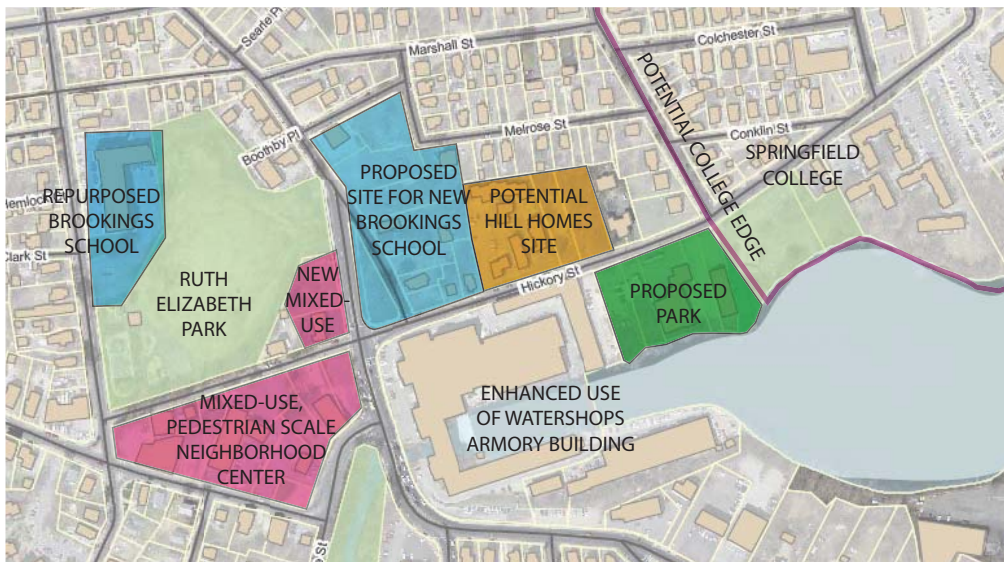 Searle Pl
Marshall St
Colchester St
POTENTIAL COLLEGE EDGE
Boothby Pl
Melrose St
Conklin St
SPRINGFIELD
COLLEGE
REPURPOSED
BROOKINGS
SCHOOL
Hemlock
Clark St
PROPOSED
SITE FOR NEW
BROOKINGS
SCHOOL
POTENTIAL
HILL HOMES
SITE
RUTH
ELIZABETH
PARK
NEW
MIXED-
USE
Hickory St
PROPOSED
PARK
MIXED-USE,
PEDESTRIAN SCALE
NEIGHBORHOOD
CENTER
ENHANCED USE
OF WATERSHOPS
ARMORY BUILDING
St